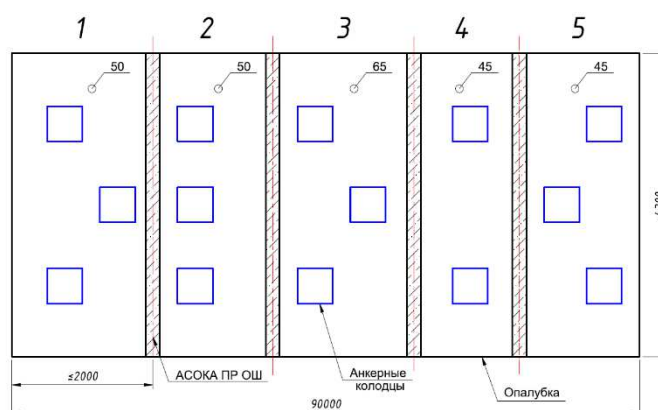 1 2 3 4 5
50 50 65 45 45
≤2000
АСОКА ПР ОШ
Анкерные
колодцы
Опалубка
90000